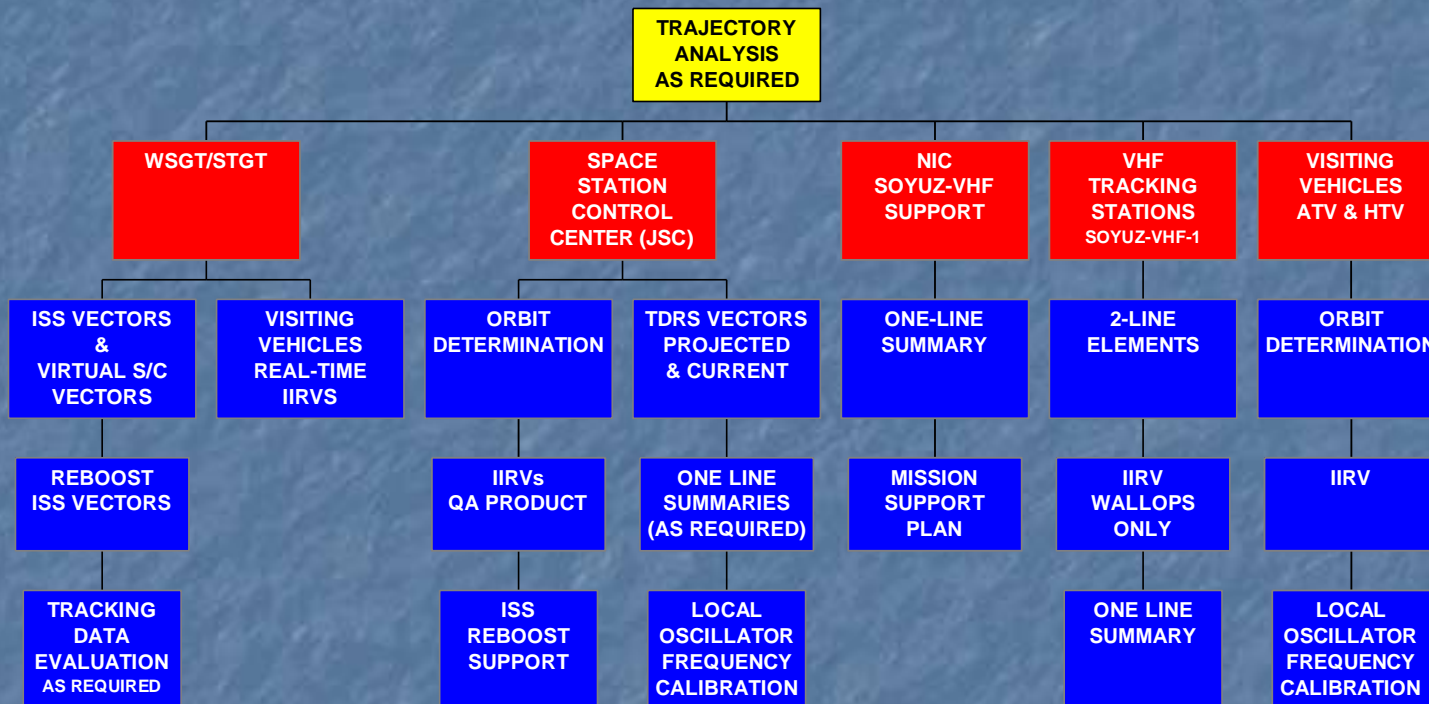 TRAJECTORY
ANALYSIS
AS REQUIRED
WSGT/STGT
SPACE
STATION
CONTROL
CENTER (JSC)
NIC
SOYUZ-VHF
SUPPORT
VHF
TRACKING
STATIONS
SOYUZ-VHF-1
VISITING
VEHICLES
ATV & HTV
ISS VECTORS
&
VIRTUAL S/C
VECTORS
VISITING
VEHICLES
REAL-TIME
IIRVS
ORBIT
DETERMINATION
TDRS VECTORS
PROJECTED
& CURRENT
ONE-LINE
SUMMARY
2-LINE
ELEMENTS
ORBIT
DETERMINATION
REBOOST
ISS VECTORS
IIRVs
QA PRODUCT
ONE LINE
SUMMARIES
(AS REQUIRED)
MISSION
SUPPORT
PLAN
IIRV
WALLOPS
ONLY
IIRV
TRACKING
DATA
EVALUATION
AS REQUIRED
ISS
REBOOST
SUPPORT
LOCAL
OSCILLATOR
FREQUENCY
CALIBRATION
ONE LINE
SUMMARY
LOCAL
OSCILLATOR
FREQUENCY
CALIBRATION